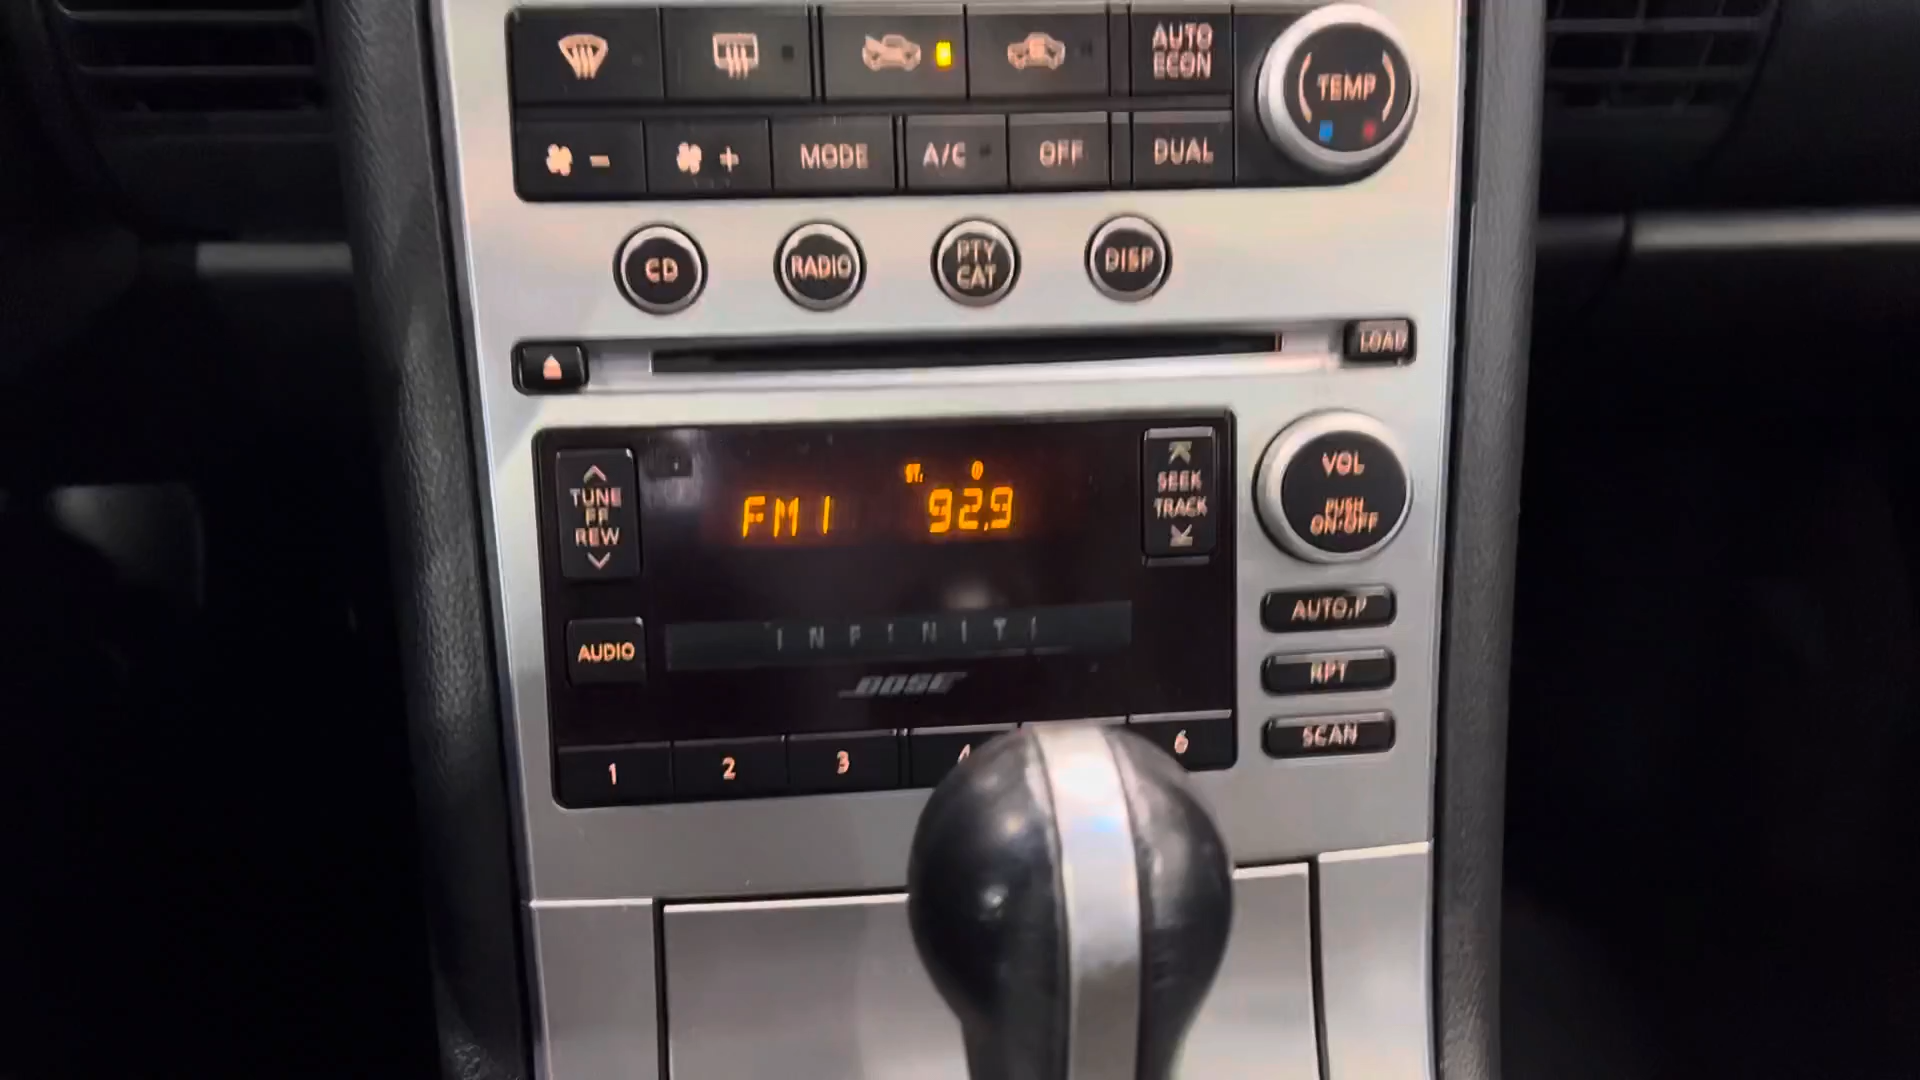 AUTO
ECON
TEMP
MODE
A/C
OFF
DUAL
CD
RADIO
PTY
CAT
DISP
LOAD
TUNE
FF
REW
ST.
FM1 92.9
SEEK
TRACK
VOL
PUSH
ON·OFF
AUTO.P
AUDIO
INFINITI
BOSE
RPT
SCAN
1 2 3 4 6